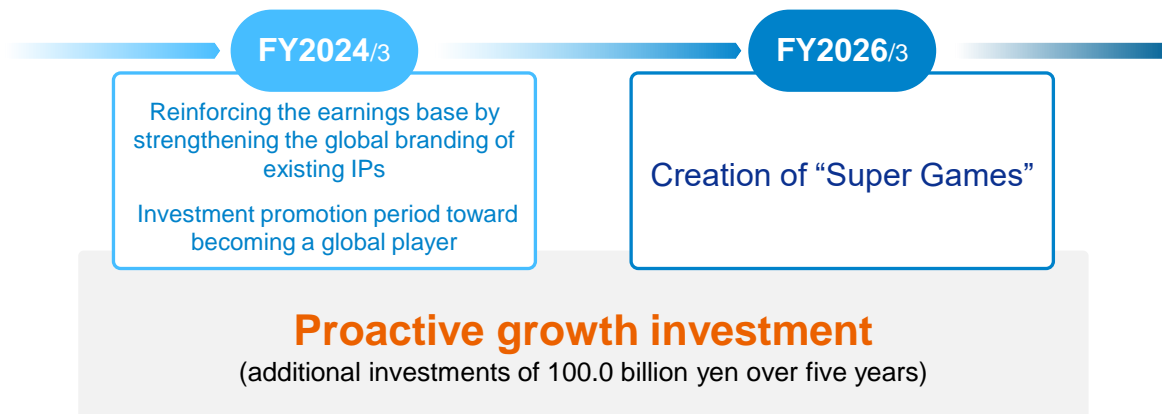 FY2024/3
Reinforcing the earnings base by
strengthening the global branding of
existing IPs
Investment promotion period toward
becoming a global player
FY2026/3
Creation of “Super Games”
Proactive growth investment
(additional investments of 100.0 billion yen over five years)